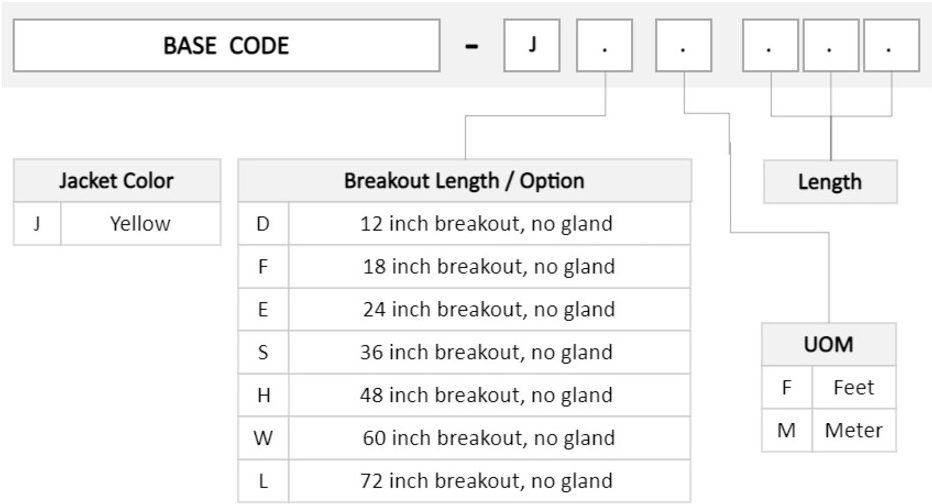 BASE CODE - J . . . . .
Jacket Color
J Yellow
Breakout Length / Option
D 12 inch breakout, no gland
F 18 inch breakout, no gland
E 24 inch breakout, no gland
S 36 inch breakout, no gland
H 48 inch breakout, no gland
W 60 inch breakout, no gland
L 72 inch breakout, no gland
Length
UOM
F Feet
M Meter